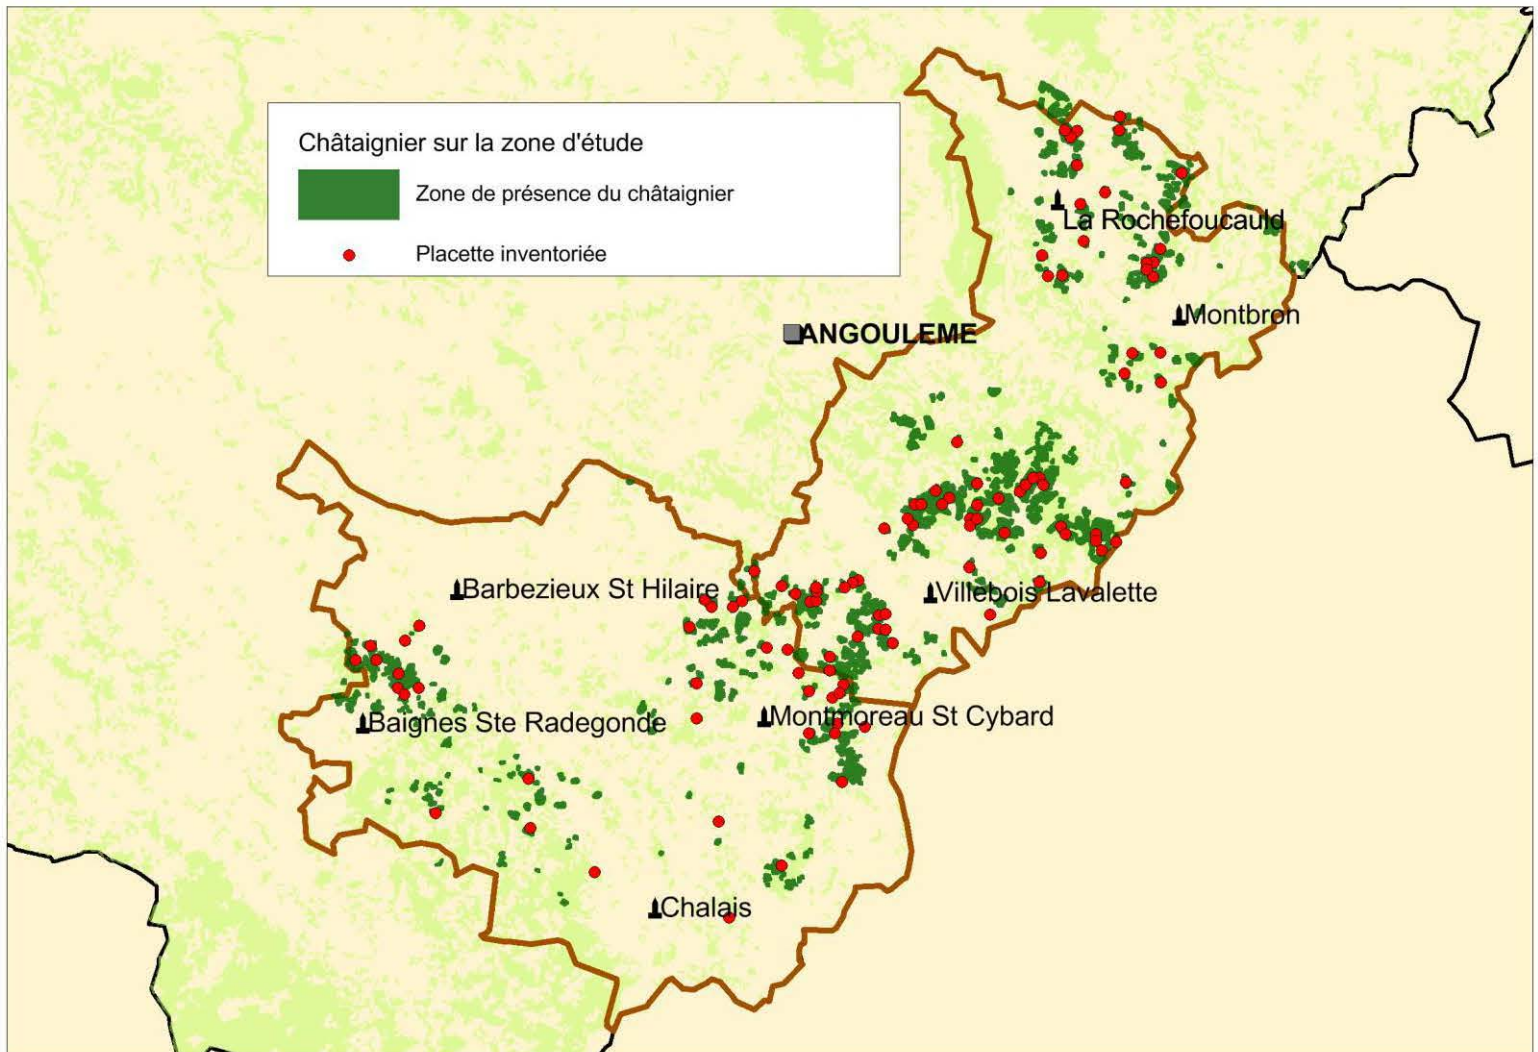 Châtaignier sur la zone d'étude
Zone de présence du châtaignier
Placette inventoriée
La Rochefoucauld
Montbron
ANGOULEME
Barbezieux St Hilaire
Villebois Lavalette
Baignes Ste Radegonde
Montmoreau St Cybard
Chalais